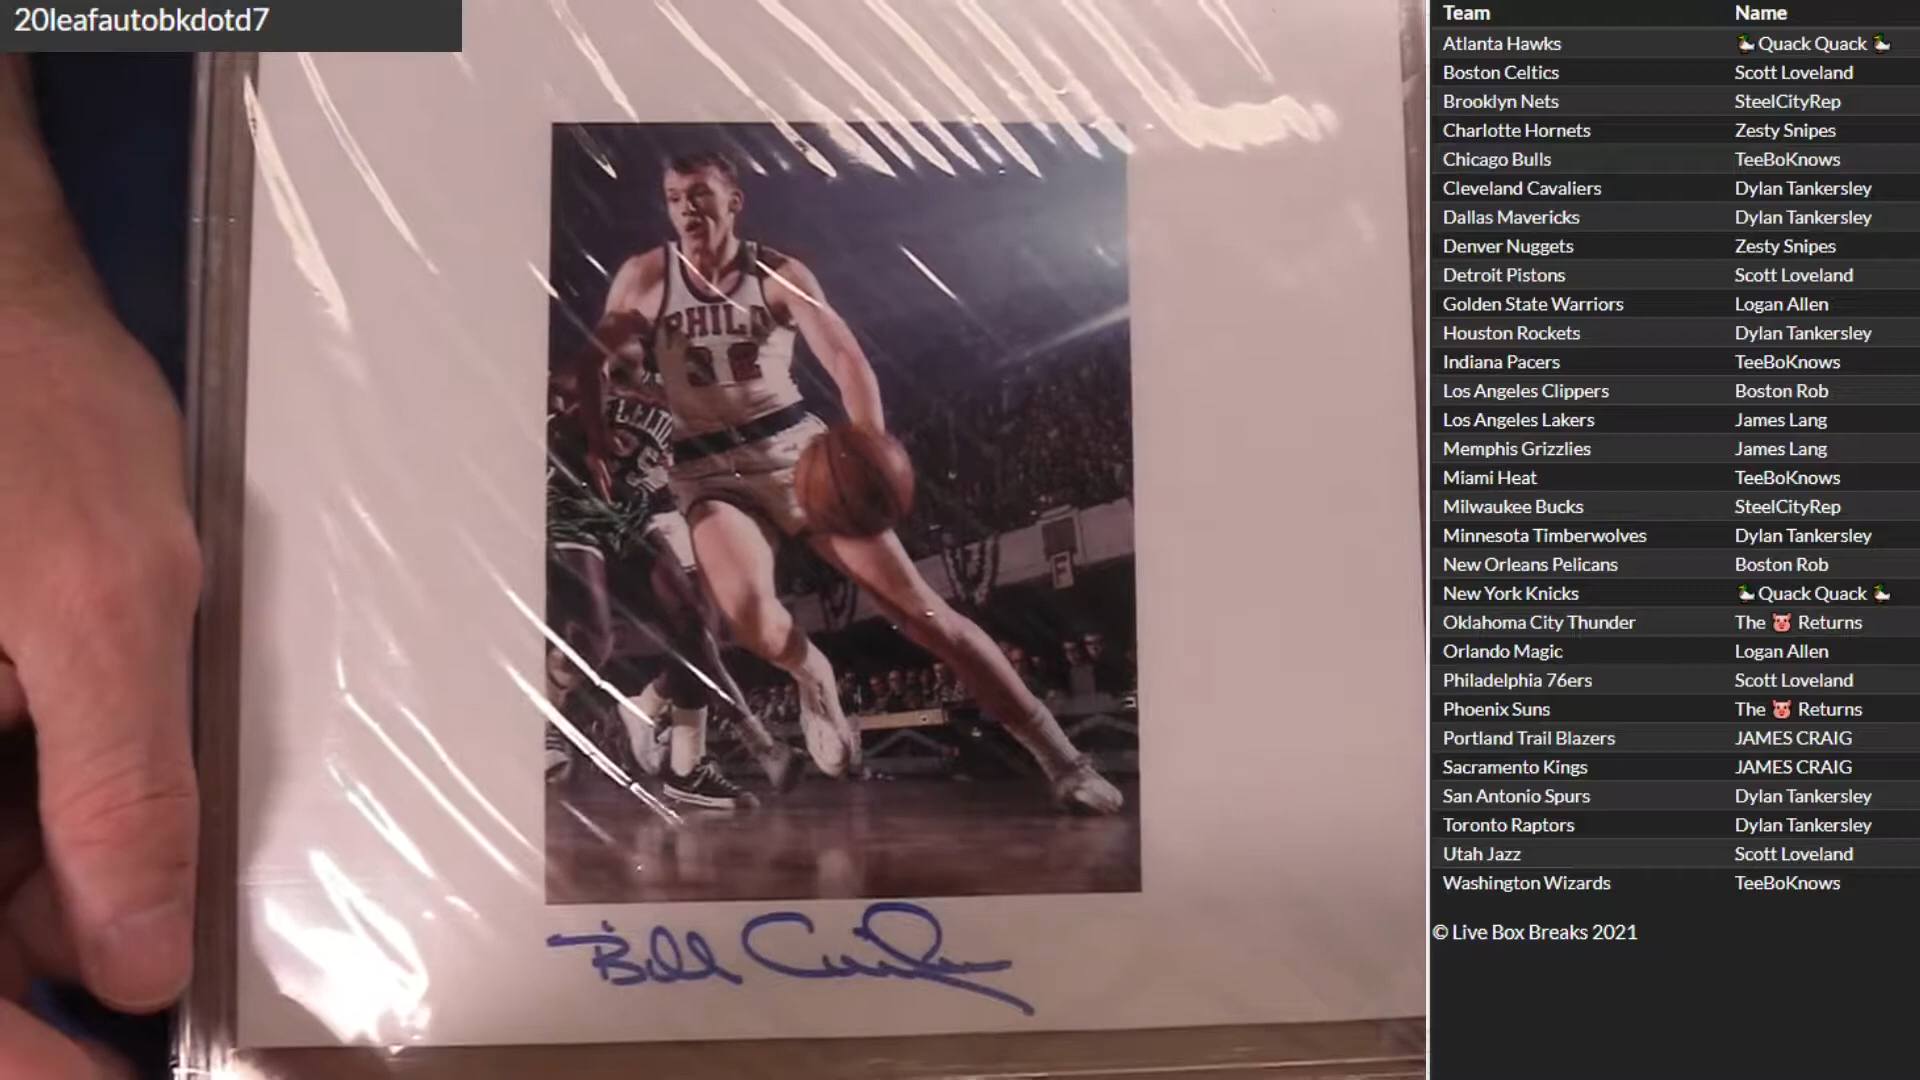 20leafautobkdotd7
PHILA
32
Bill
Team Name
Atlanta Hawks 🦆 Quack Quack 🦆
Boston Celtics Scott Loveland
Brooklyn Nets SteelCityRep
Charlotte Hornets Zesty Snipes
Chicago Bulls TeeBoKnows
Cleveland Cavaliers Dylan Tankersley
Dallas Mavericks Dylan Tankersley
Denver Nuggets Zesty Snipes
Detroit Pistons Scott Loveland
Golden State Warriors Logan Allen
Houston Rockets Dylan Tankersley
Indiana Pacers TeeBoKnows
Los Angeles Clippers Boston Rob
Los Angeles Lakers James Lang
Memphis Grizzlies James Lang
Miami Heat TeeBoKnows
Milwaukee Bucks SteelCityRep
Minnesota Timberwolves Dylan Tankersley
New Orleans Pelicans Boston Rob
New York Knicks 🦆 Quack Quack 🦆
Oklahoma City Thunder The 🐷 Returns
Orlando Magic Logan Allen
Philadelphia 76ers Scott Loveland
Phoenix Suns The 🐷 Returns
Portland Trail Blazers JAMES CRAIG
Sacramento Kings JAMES CRAIG
San Antonio Spurs Dylan Tankersley
Toronto Raptors Dylan Tankersley
Utah Jazz Scott Loveland
Washington Wizards TeeBoKnows
© Live Box Breaks 2021